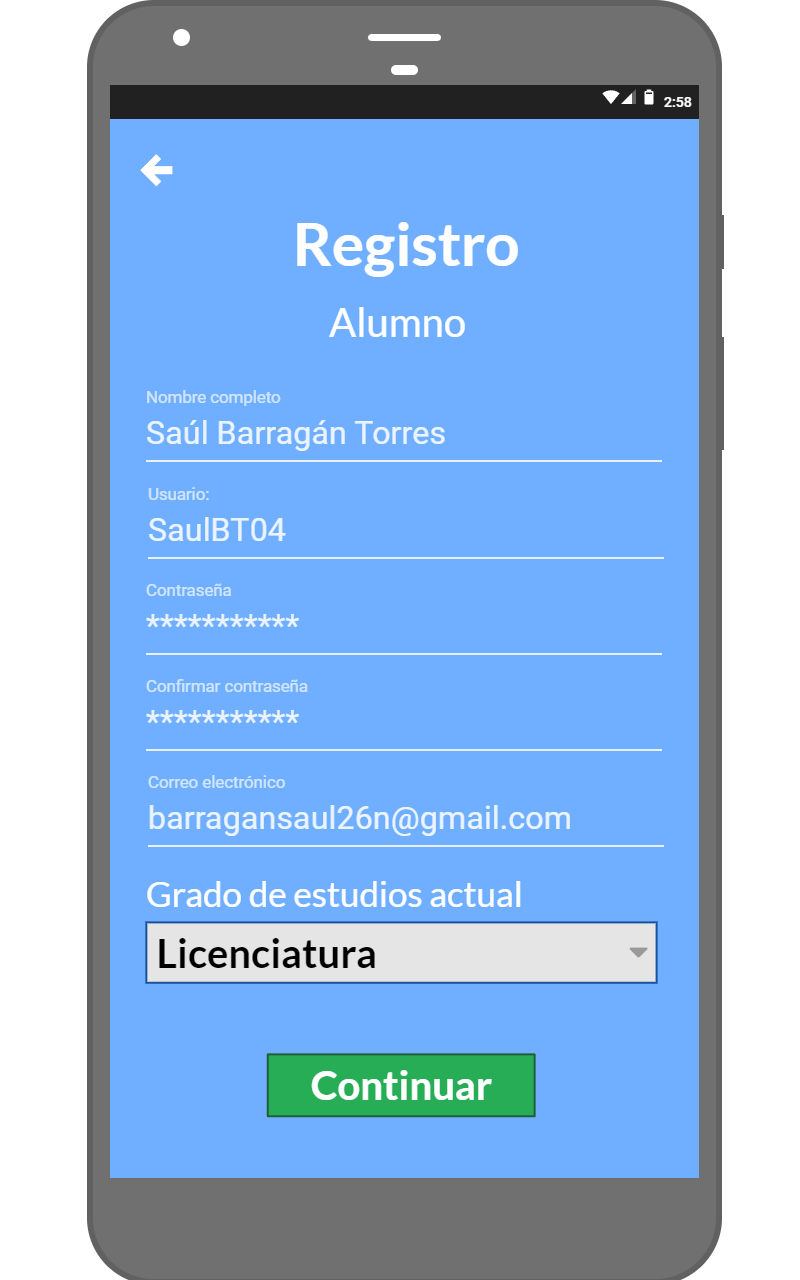 2:58
Registro
Alumno
Nombre completo
Saúl Barragán Torres
Usuario:
SaulBT04
Contraseña
***********
Confirmar contraseña
***********
Correo electrónico
barragansaul26n@gmail.com
Grado de estudios actual
Licenciatura
Continuar